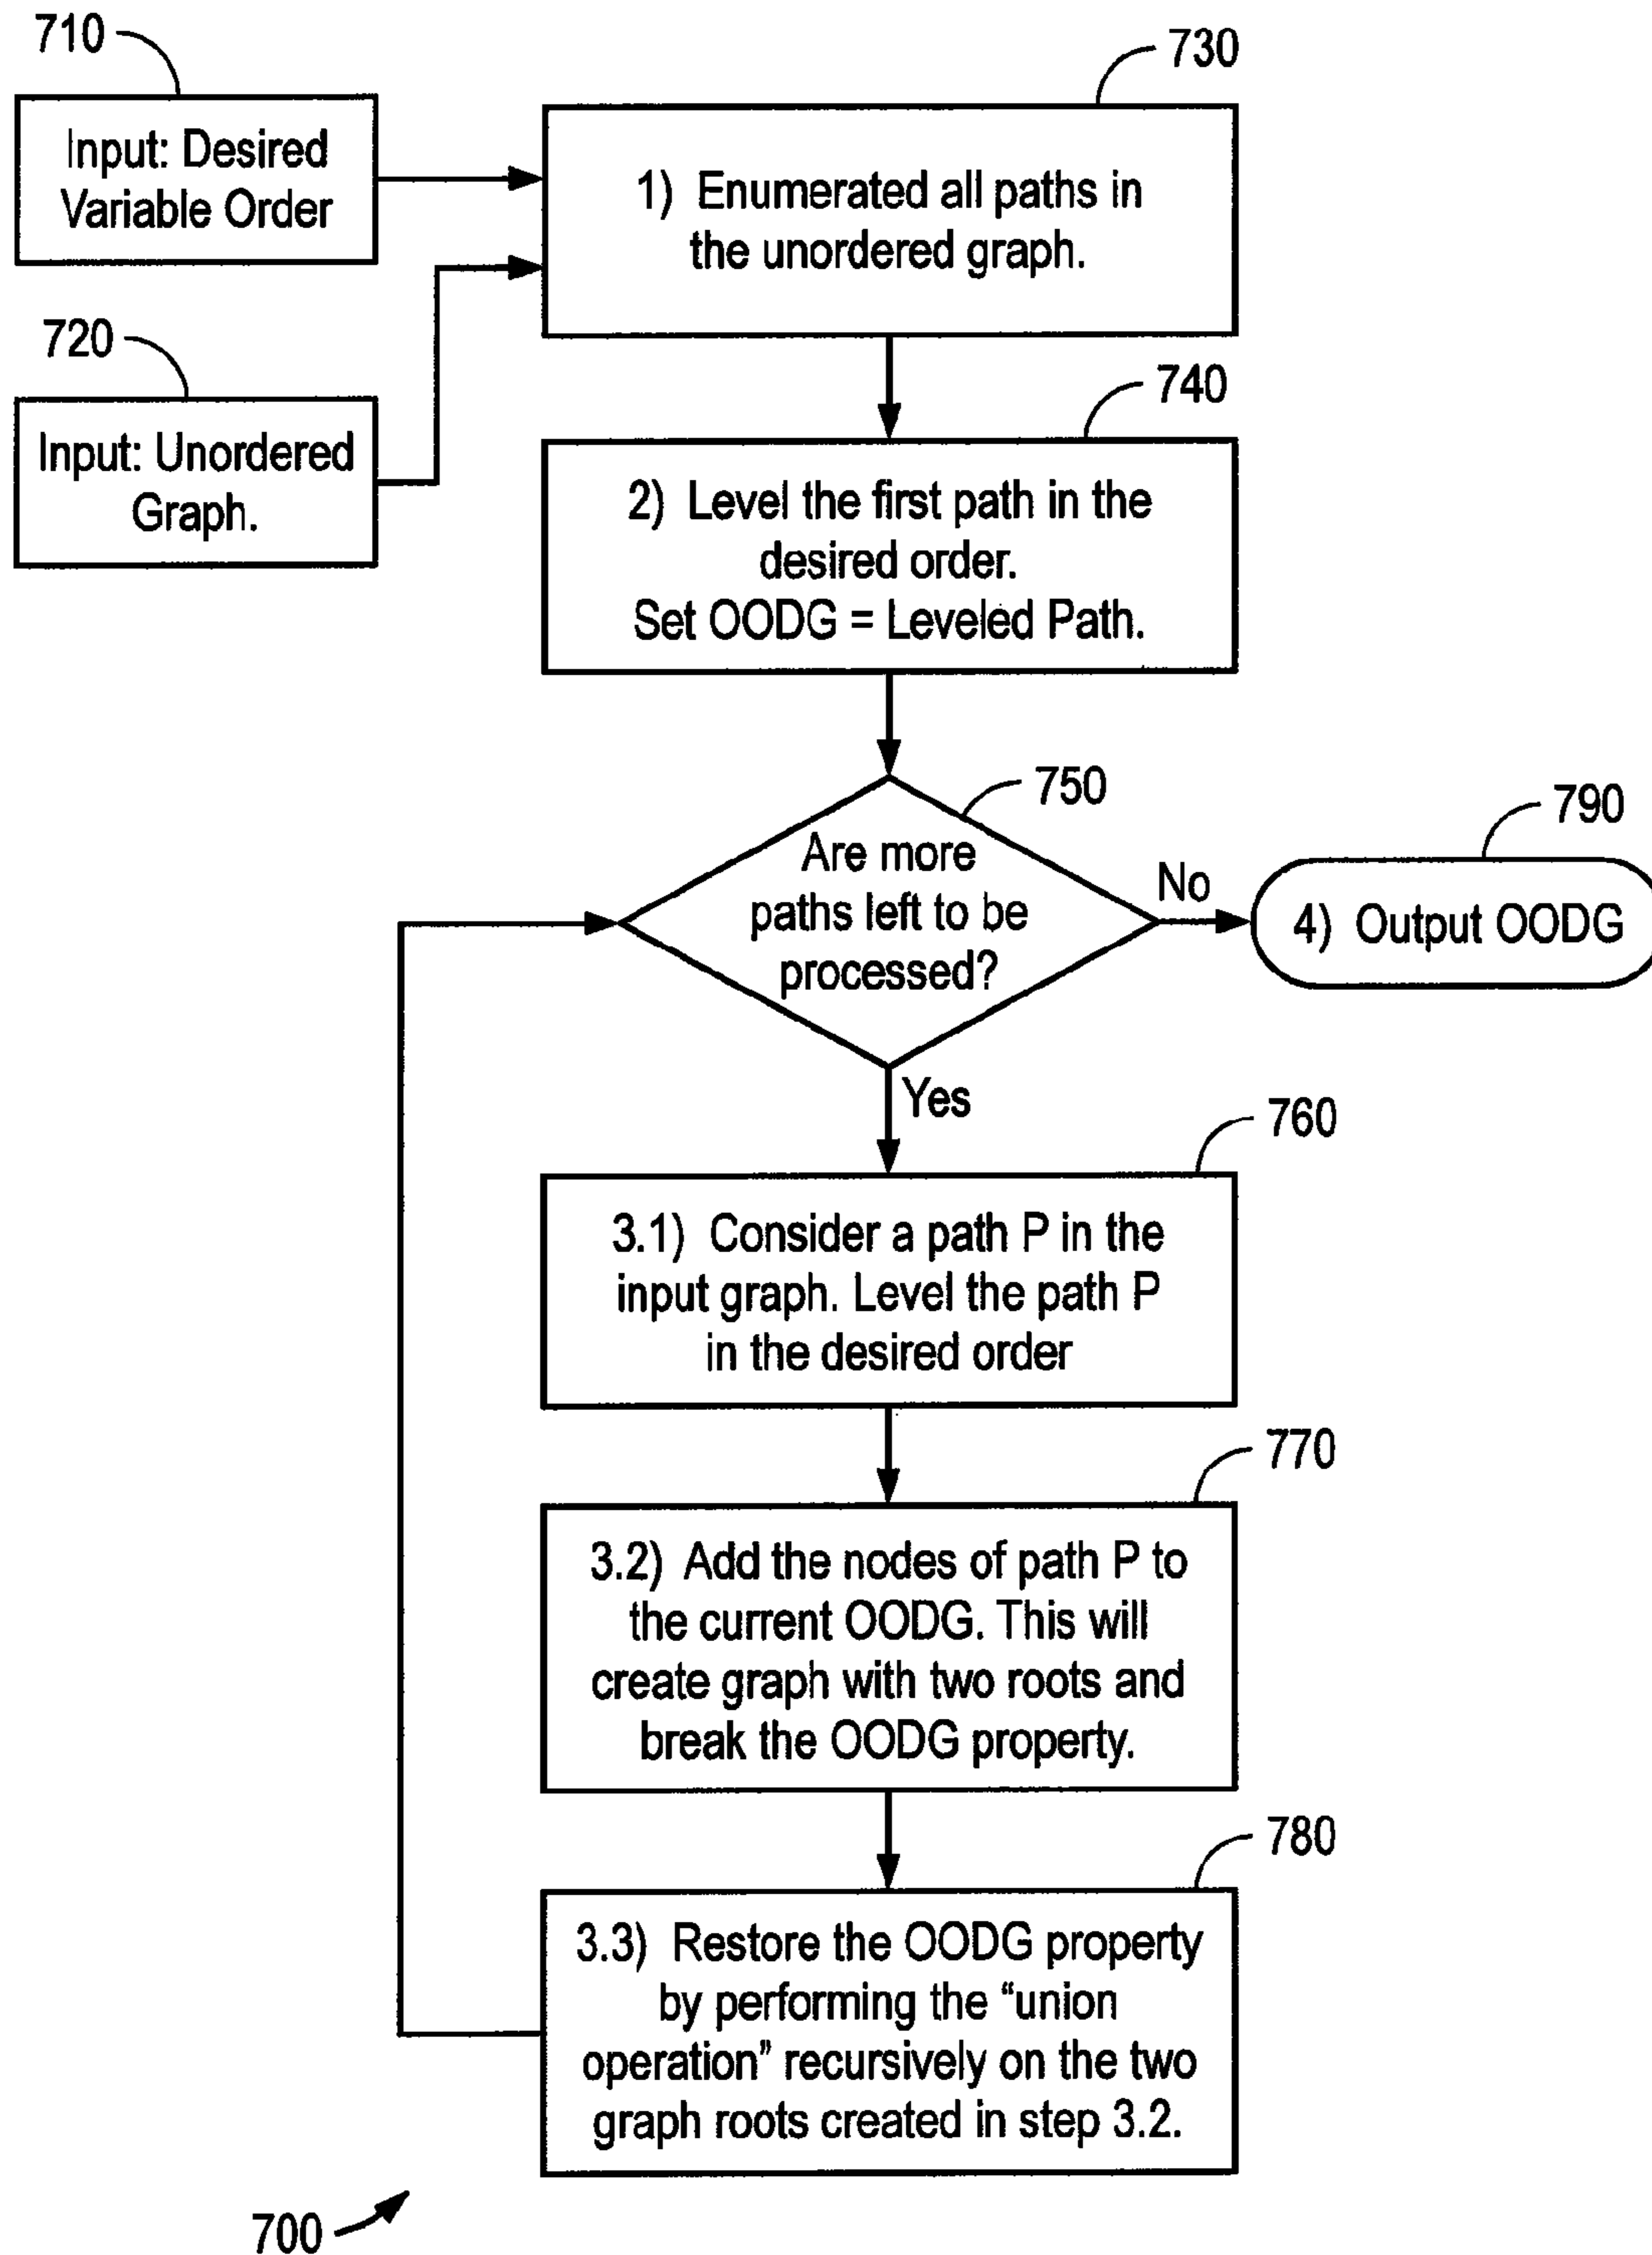 710
Input: Desired
Variable Order
730
1) Enumerated all paths in
the unordered graph.
720
Input: Unordered
Graph.
740
2) Level the first path in the
desired order.
Set OODG = Leveled Path.
750
Are more
paths left to be
processed?
No
790
4) Output OODG
Yes
760
3.1) Consider a path P in the
input graph. Level the path P
in the desired order
770
3.2) Add the nodes of path P to
the current OODG. This will
create graph with two roots and
break the OODG property.
780
3.3) Restore the OODG property
by performing the “union
operation” recursively on the two
graph roots created in step 3.2.
700